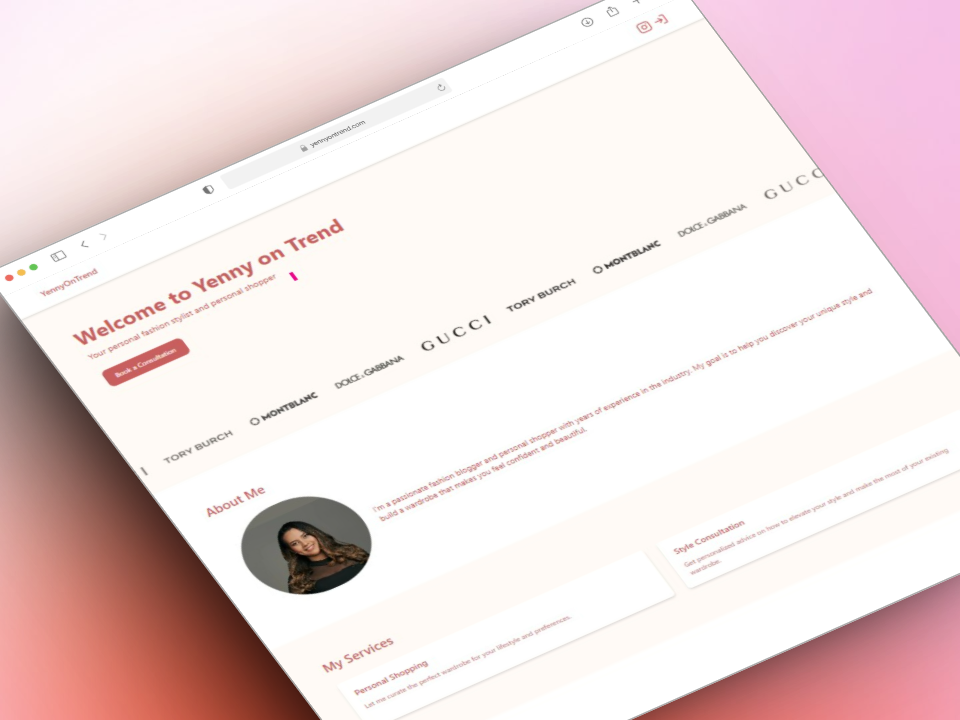 yennyontrend.com
YennyOnTrend
Welcome to Yenny on Trend
Your personal fashion stylist and personal shopper
Book a Consultation
TORY BURCH
MONTBLANC
DOLCE & GABBANA
GUCCI
TORY BURCH
MONTBLANC
DOLCE & GABBANA
GUCC
About Me
I'm a passionate fashion blogger and personal shopper with years of experience in the industry. My goal is to help you discover your unique style and
build a wardrobe that makes you feel confident and beautiful.
My Services
Personal Shopping
Let me curate the perfect wardrobe for your lifestyle and preferences.
Style Consultation
Get personalized advice on how to elevate your style and make the most of your existing
wardrobe.